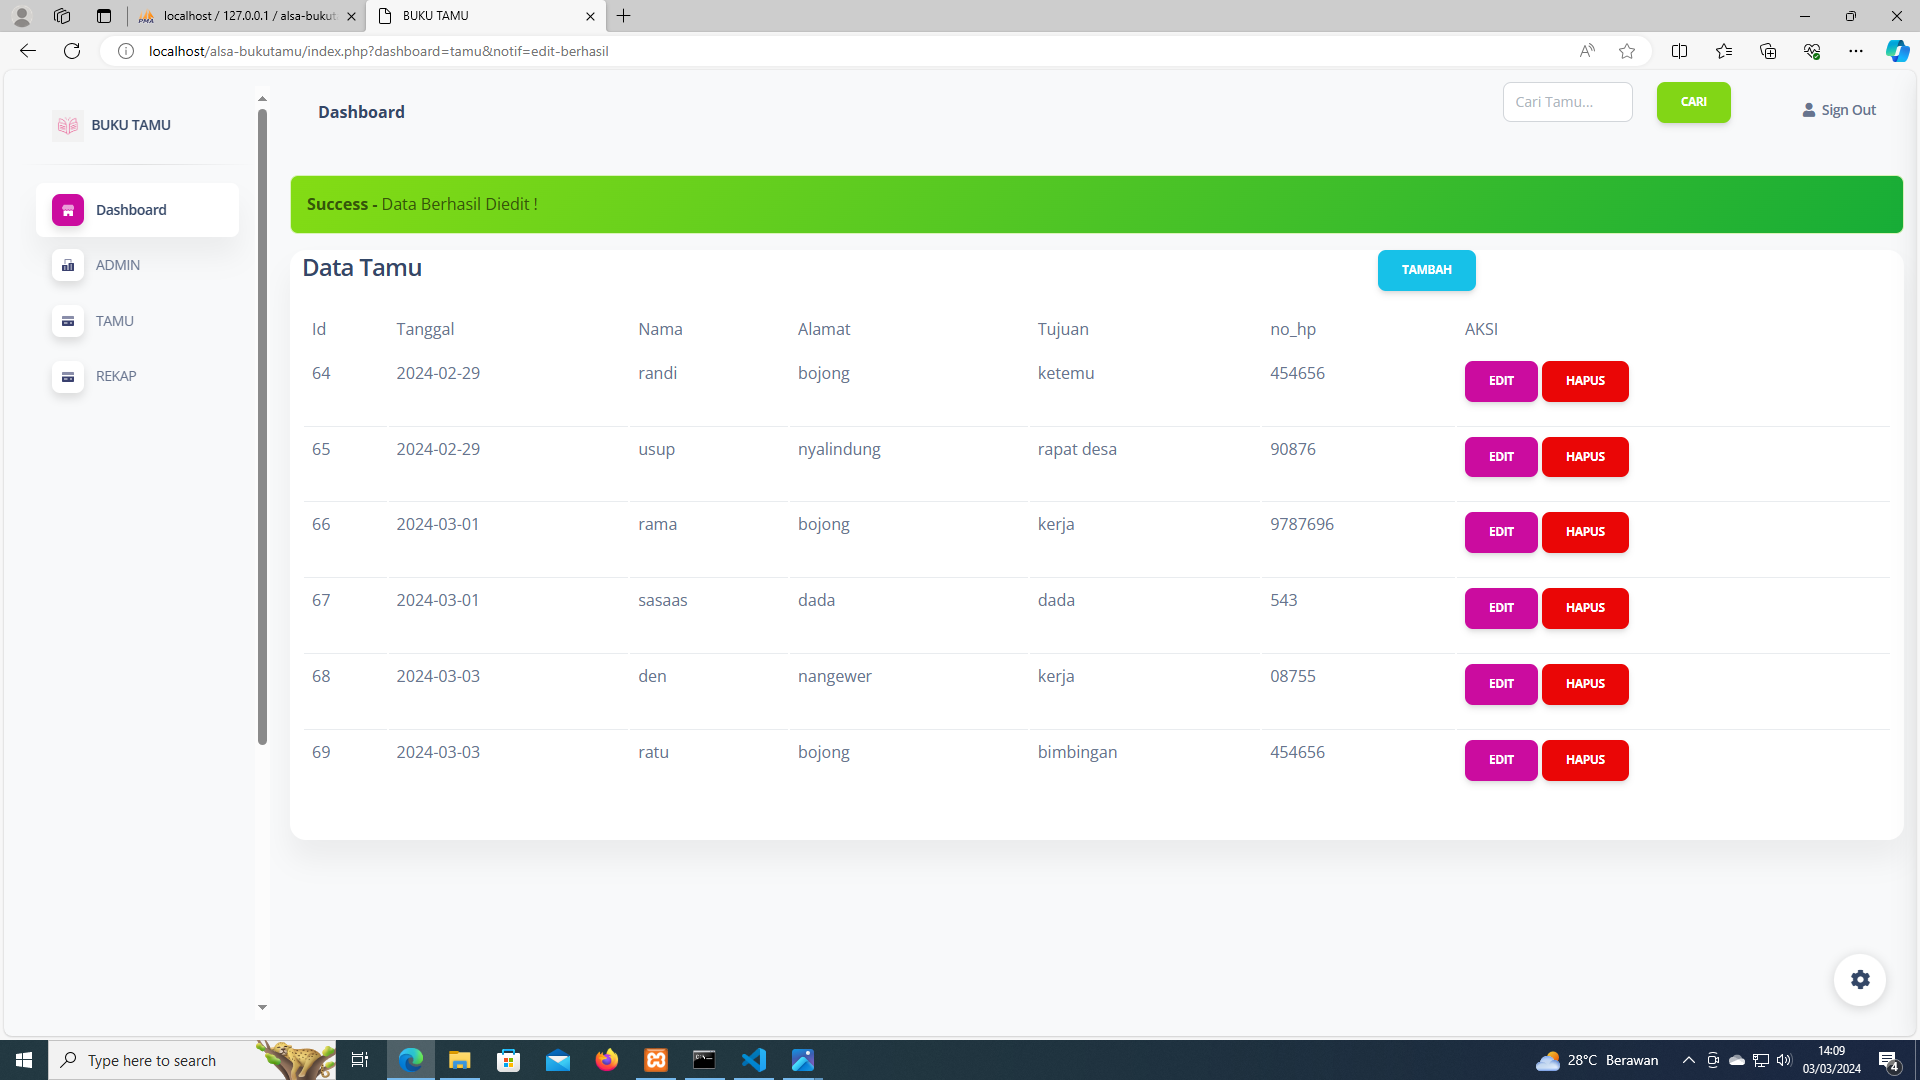 localhost / 127.0.0.1 / alsa-bukut
BUKU TAMU
localhost/alsa-bukutamu/index.php?dashboard=tamu&notif=edit-berhasil
BUKU TAMU
Dashboard
Cari Tamu...
CARI
Sign Out
Dashboard
ADMIN
TAMU
REKAP
Success - Data Berhasil Diedit !
Data Tamu
TAMBAH
Id Tanggal Nama Alamat Tujuan no_hp AKSI
64 2024-02-29 randi bojong ketemu 454656 EDIT HAPUS
65 2024-02-29 usup nyalindung rapat desa 90876 EDIT HAPUS
66 2024-03-01 rama bojong kerja 9787696 EDIT HAPUS
67 2024-03-01 sasaas dada dada 543 EDIT HAPUS
68 2024-03-03 den nangewer kerja 08755 EDIT HAPUS
69 2024-03-03 ratu bojong bimbingan 454656 EDIT HAPUS
Type here to search
28°C Berawan
14:09
03/03/2024
4